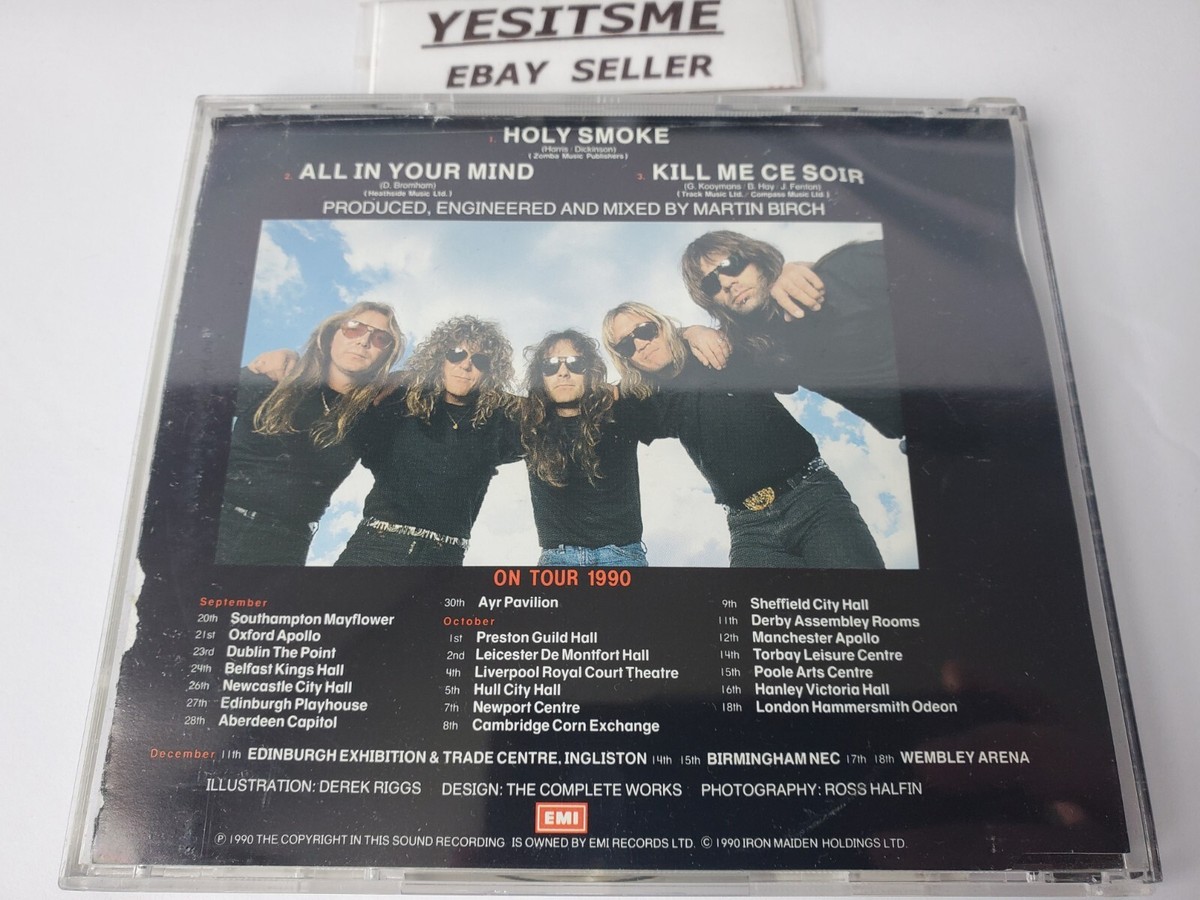 YESITSME
EBAY SELLER
1. HOLY SMOKE
(Harris · Dickinson)
(Zomba Music Publishers)
2. ALL IN YOUR MIND
(D. Bromham)
(Heathside Music Ltd.)
3. KILL ME CE SOIR
(G. Kooymans · B. Hay · J. Fenton)
(Track Music Ltd. · Compass Music Ltd.)
PRODUCED, ENGINEERED AND MIXED BY MARTIN BIRCH
ON TOUR 1990
September
20th Southampton Mayflower
21st Oxford Apollo
23rd Dublin The Point
24th Belfast Kings Hall
26th Newcastle City Hall
27th Edinburgh Playhouse
28th Aberdeen Capitol
30th Ayr Pavilion
October
1st Preston Guild Hall
2nd Leicester De Montfort Hall
4th Liverpool Royal Court Theatre
5th Hull City Hall
7th Newport Centre
8th Cambridge Corn Exchange
9th Sheffield City Hall
11th Derby Assembley Rooms
12th Manchester Apollo
14th Torbay Leisure Centre
15th Poole Arts Centre
16th Hanley Victoria Hall
18th London Hammersmith Odeon
December 11th EDINBURGH EXHIBITION & TRADE CENTRE, INGLISTON 14th 15th BIRMINGHAM NEC 17th 18th WEMBLEY ARENA
ILLUSTRATION: DEREK RIGGS DESIGN: THE COMPLETE WORKS PHOTOGRAPHY: ROSS HALFIN
EMI
℗ 1990 THE COPYRIGHT IN THIS SOUND RECORDING IS OWNED BY EMI RECORDS LTD. © 1990 IRON MAIDEN HOLDINGS LTD.